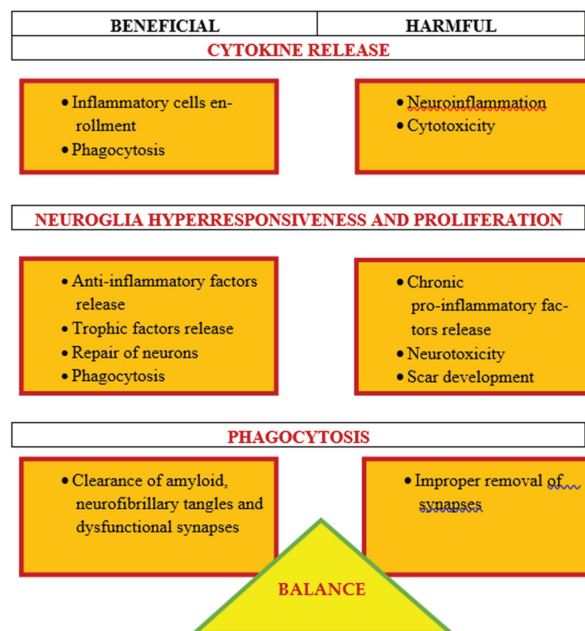 BENEFICIAL
HARMFUL
CYTOKINE RELEASE
• Inflammatory cells en-
rollment
• Phagocytosis
• Neuroinflammation
• Cytotoxicity
NEUROGLIA HYPERRESPONSIVENESS AND PROLIFERATION
• Anti-inflammatory factors
release
• Trophic factors release
• Repair of neurons
• Phagocytosis
• Chronic
pro-inflammatory fac-
tors release
• Neurotoxicity
• Scar development
PHAGOCYTOSIS
• Clearance of amyloid,
neurofibrillary tangles and
dysfunctional synapses
• Improper removal of
synapses
BALANCE